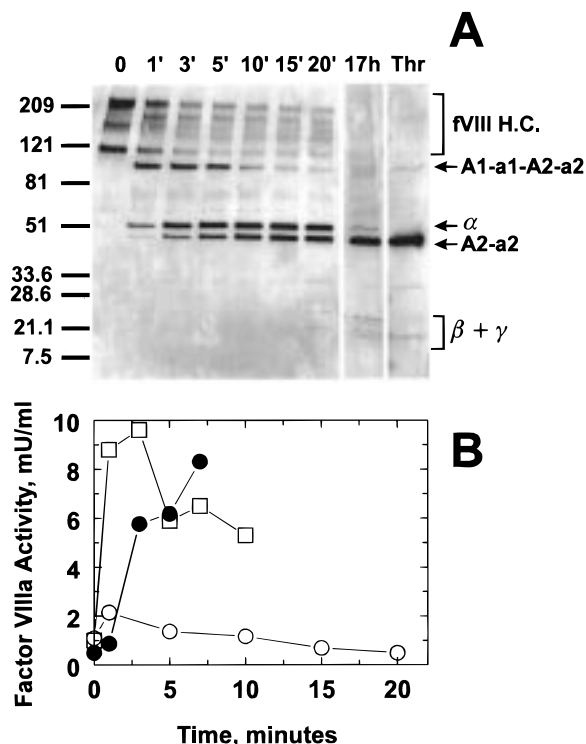 A
0 1' 3' 5' 10' 15' 20' 17h Thr
209
121
81
51
33.6
28.6
21.1
7.5
fVIII H.C.
A1-a1-A2-a2
α
A2-a2
β + γ
B
Factor VIIIa Activity, mU/ml
10
8
6
4
2
0
0 5 10 15 20
Time, minutes